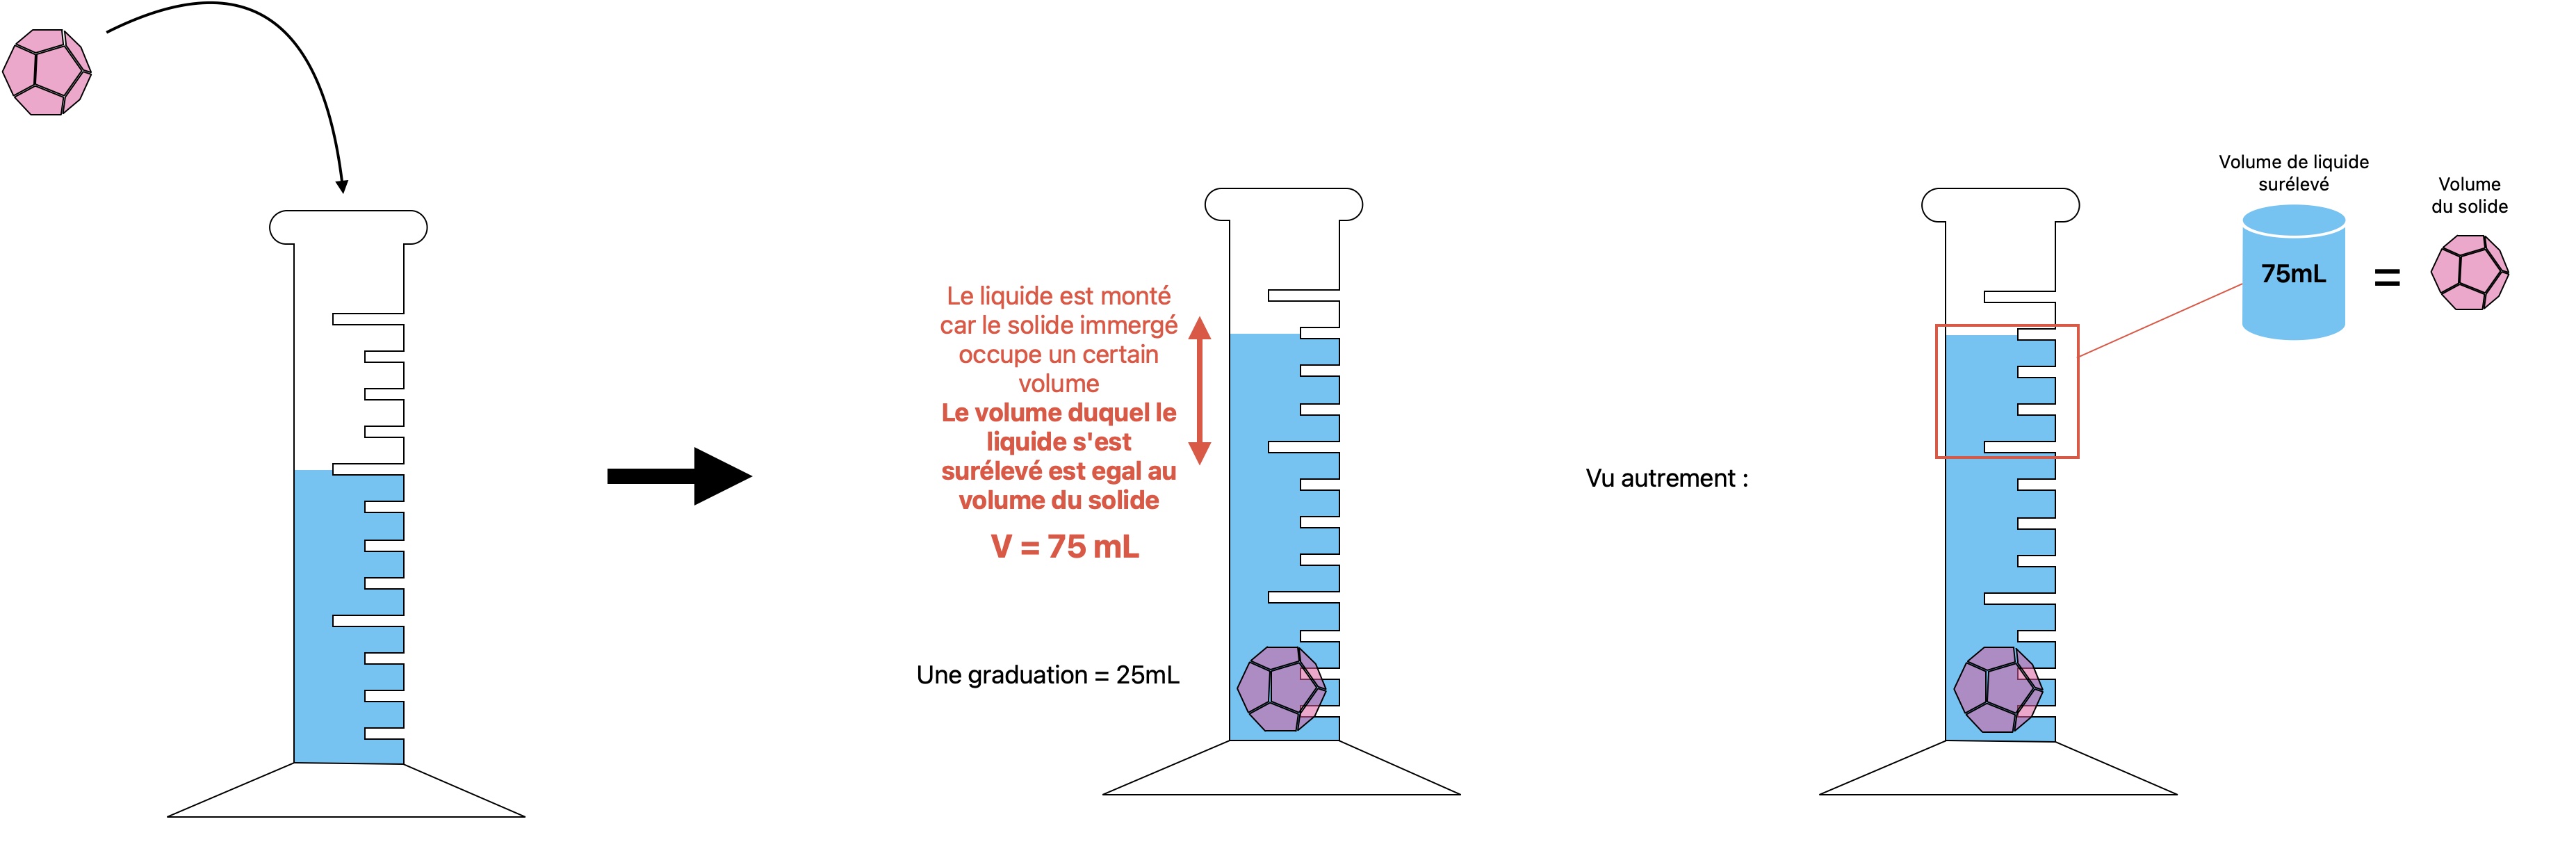 Le liquide est monté
car le solide immergé
occupe un certain
volume
Le volume duquel le
liquide s'est
surélevé est egal au
volume du solide
V = 75 mL
Une graduation = 25mL
Vu autrement :
Volume de liquide
surélevé
75mL
=
Volume
du solide